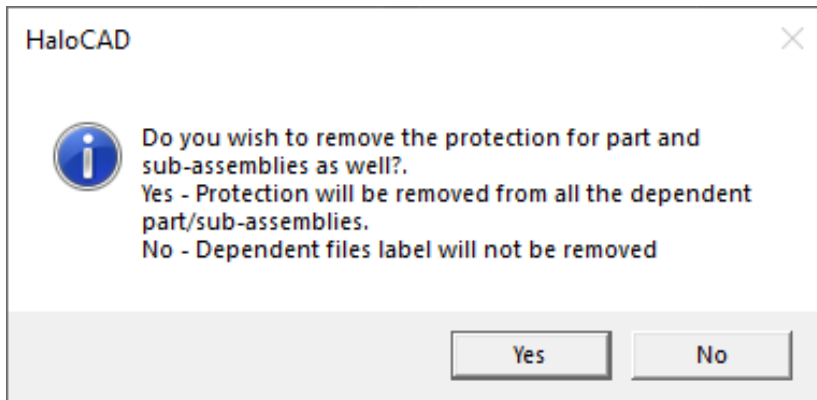 HaloCAD
Do you wish to remove the protection for part and
sub-assemblies as well?.
Yes - Protection will be removed from all the dependent
part/sub-assemblies.
No - Dependent files label will not be removed
Yes
No